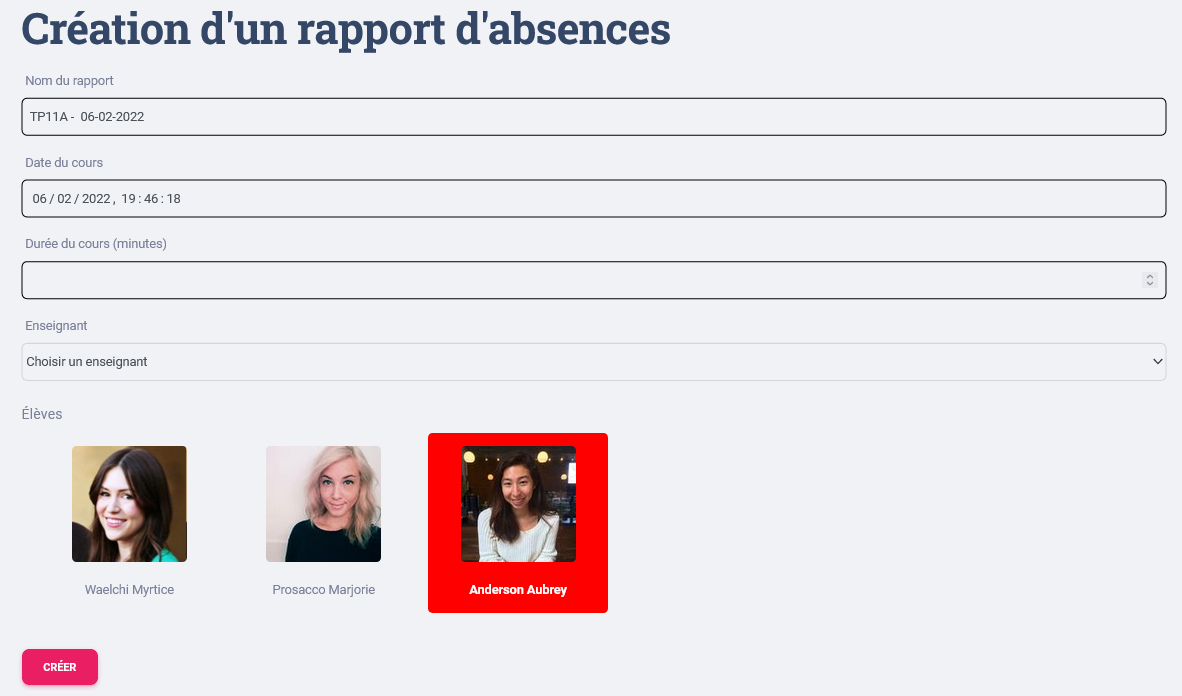 Création d'un rapport d'absences
Nom du rapport
TP11A - 06-02-2022
Date du cours
06 / 02 / 2022 , 19 : 46 : 18
Durée du cours (minutes)
Enseignant
Choisir un enseignant
Élèves
Waelchi Myrtice
Prosacco Marjorie
Anderson Aubrey
CRÉER